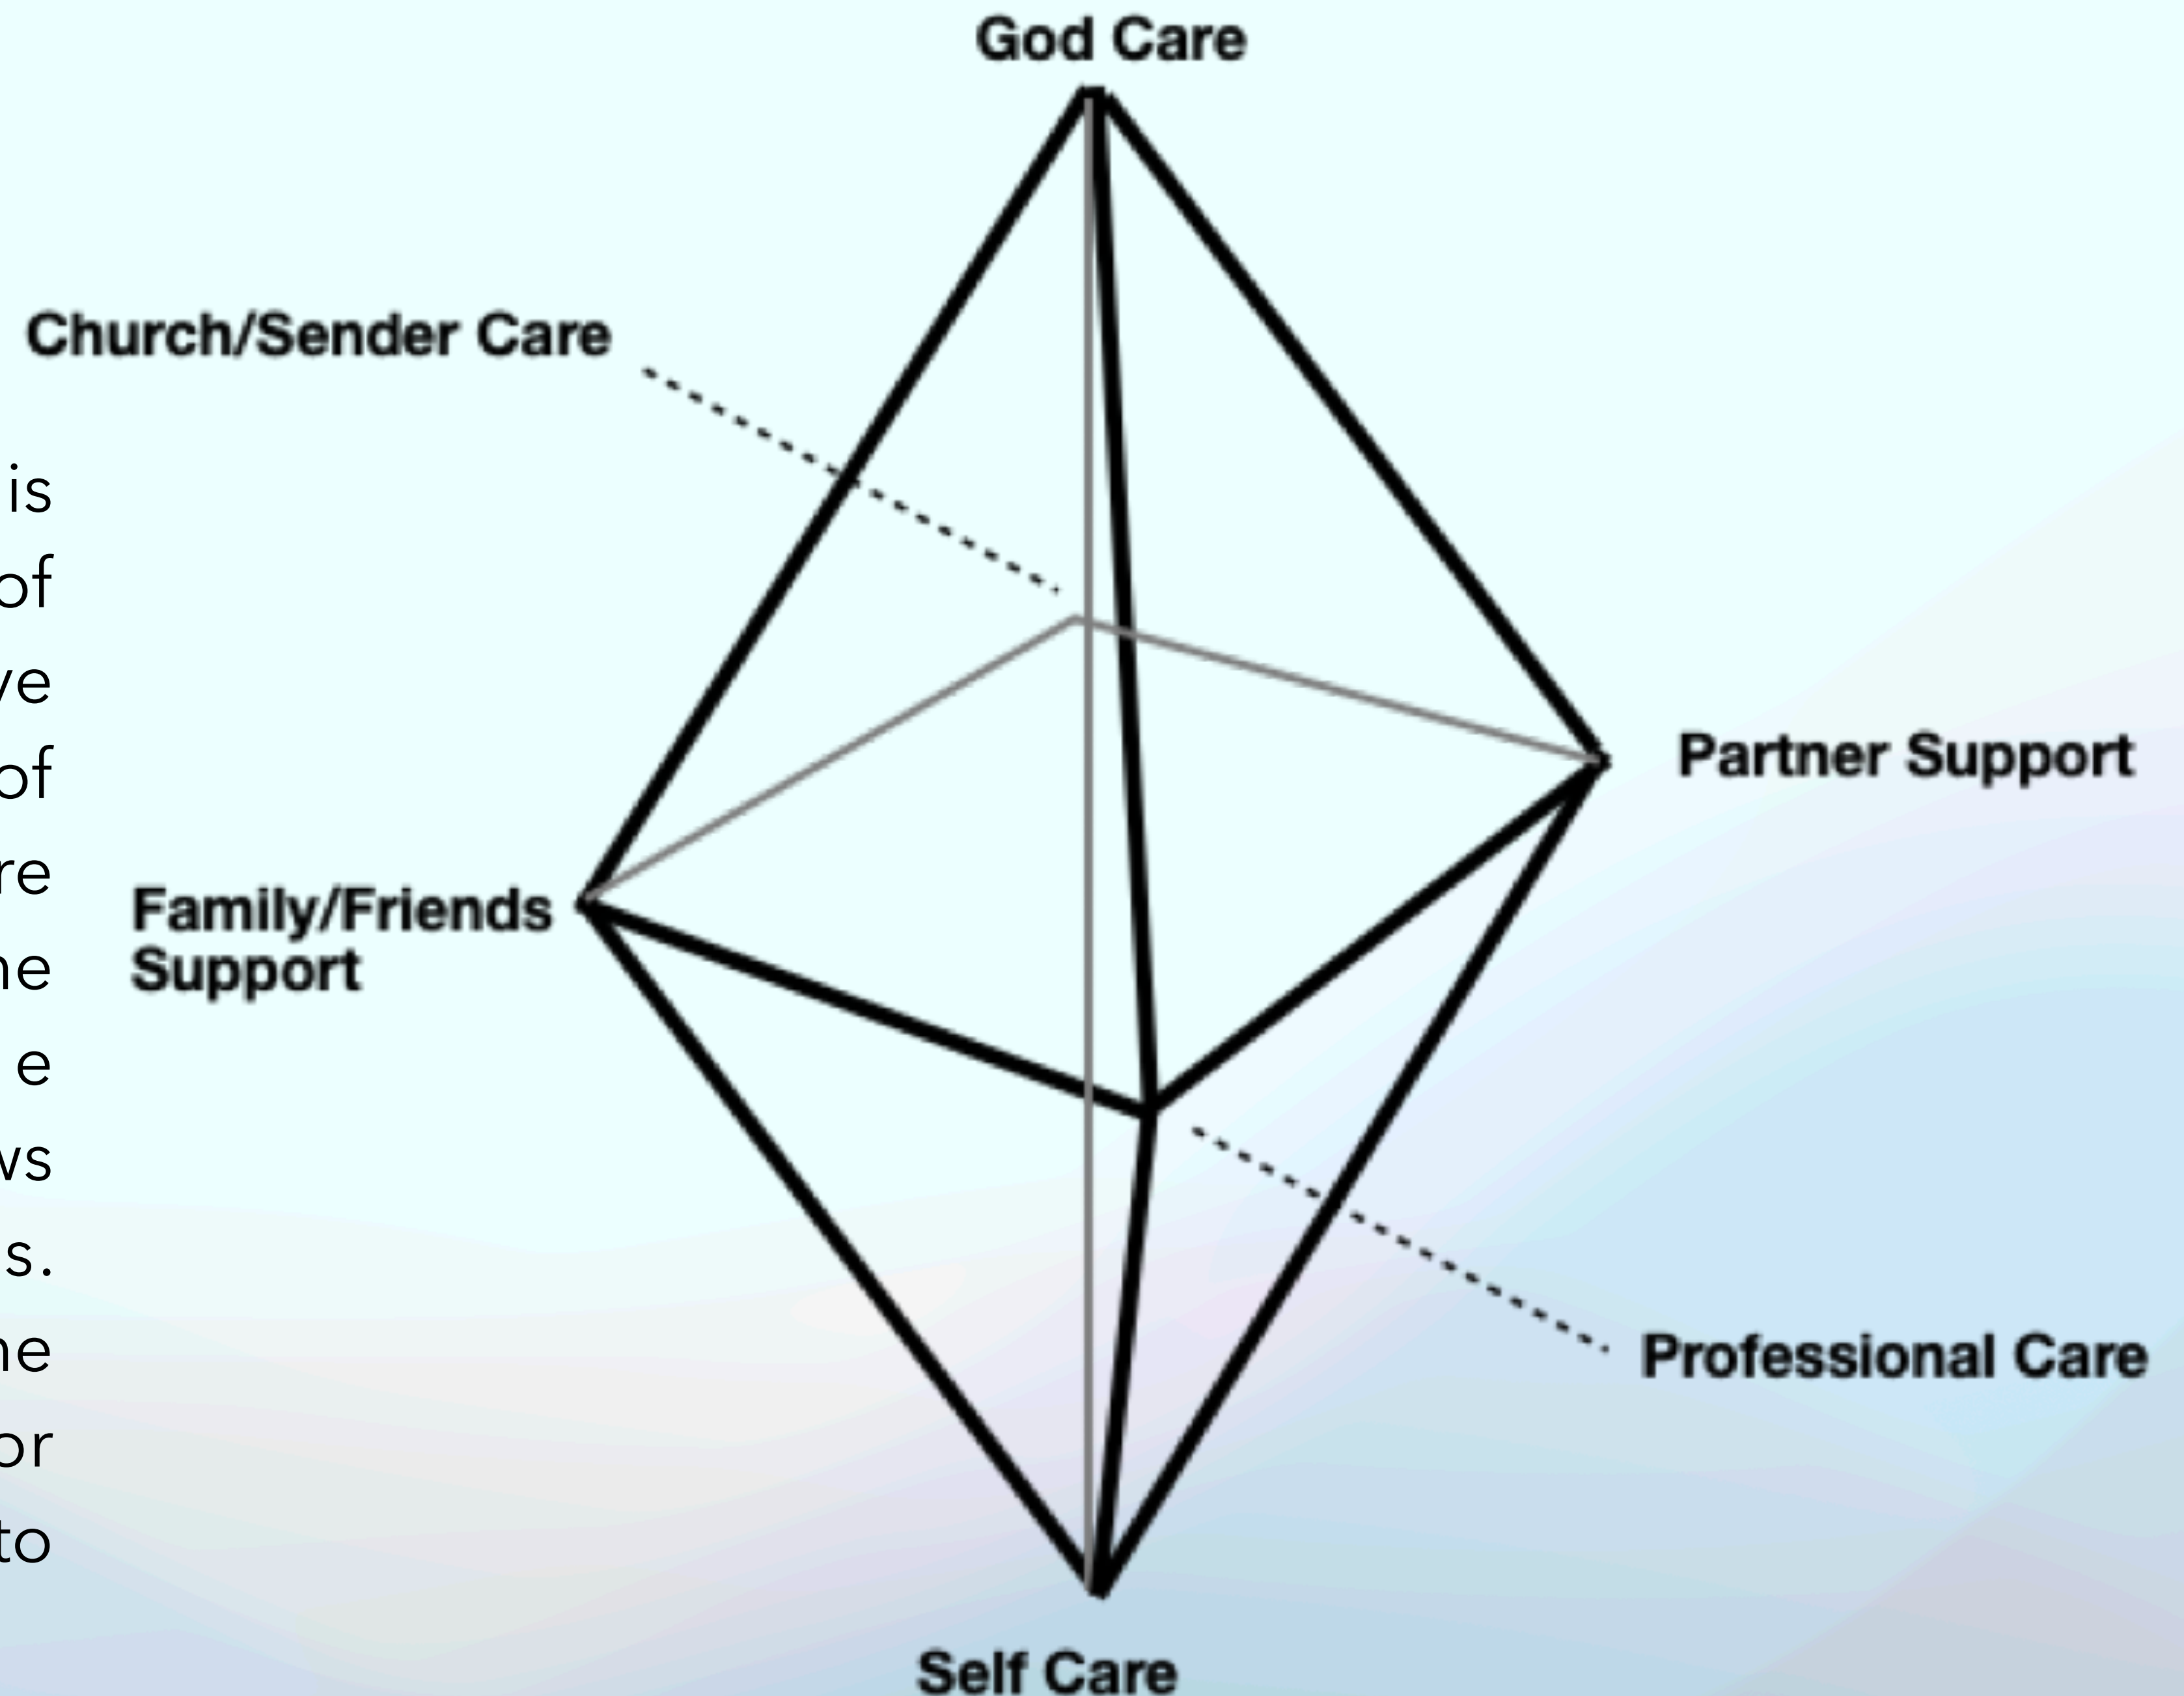 God Care
Church/Sender Care
is
of
ve
of
Partner Support
re
Family/Friends
Support
ne
e
ws
s.
ne
Professional Care
or
to
Self Care